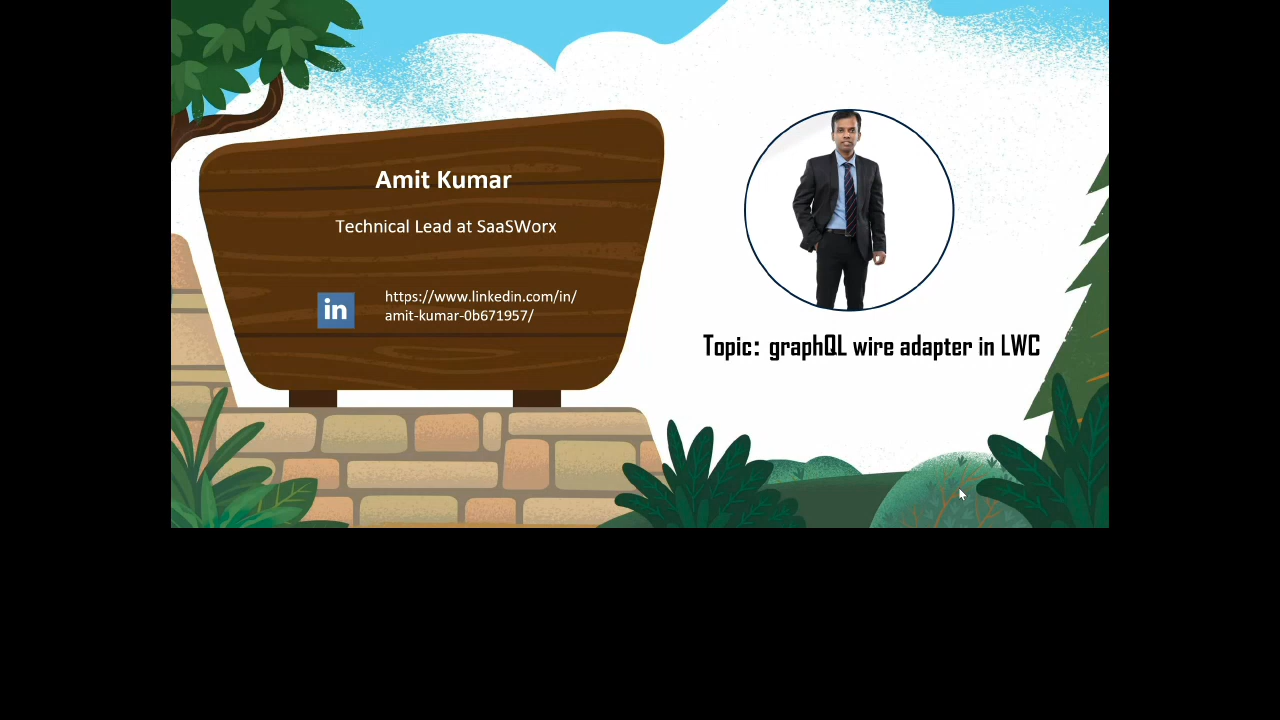 Amit Kumar
Technical Lead at SaaSWorx
in
https://www.linkedin.com/in/
amit-kumar-0b671957/
Topic: graphQL wire adapter in LWC